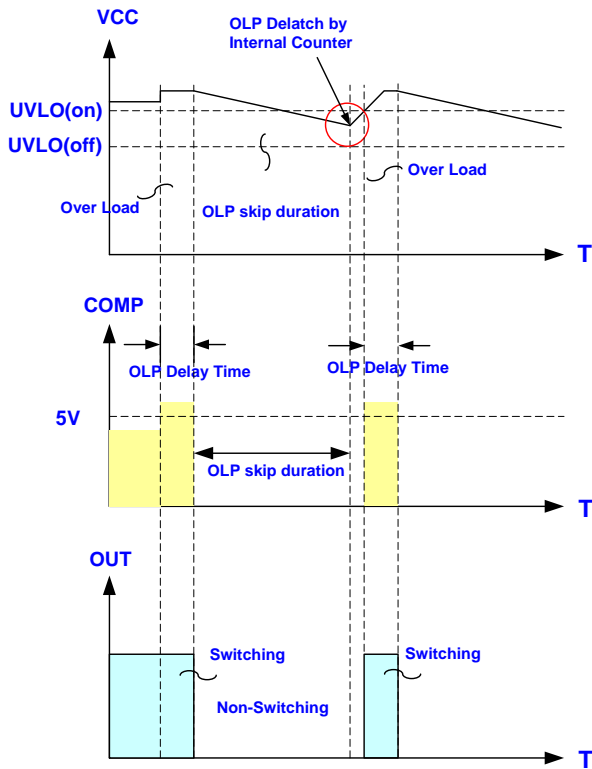 VCC
OLP Delatch by
Internal Counter
UVLO(on)
UVLO(off)
Over Load
Over Load
OLP skip duration
T
COMP
OLP Delay Time
OLP Delay Time
5V
OLP skip duration
T
OUT
Switching
Switching
Non-Switching
T